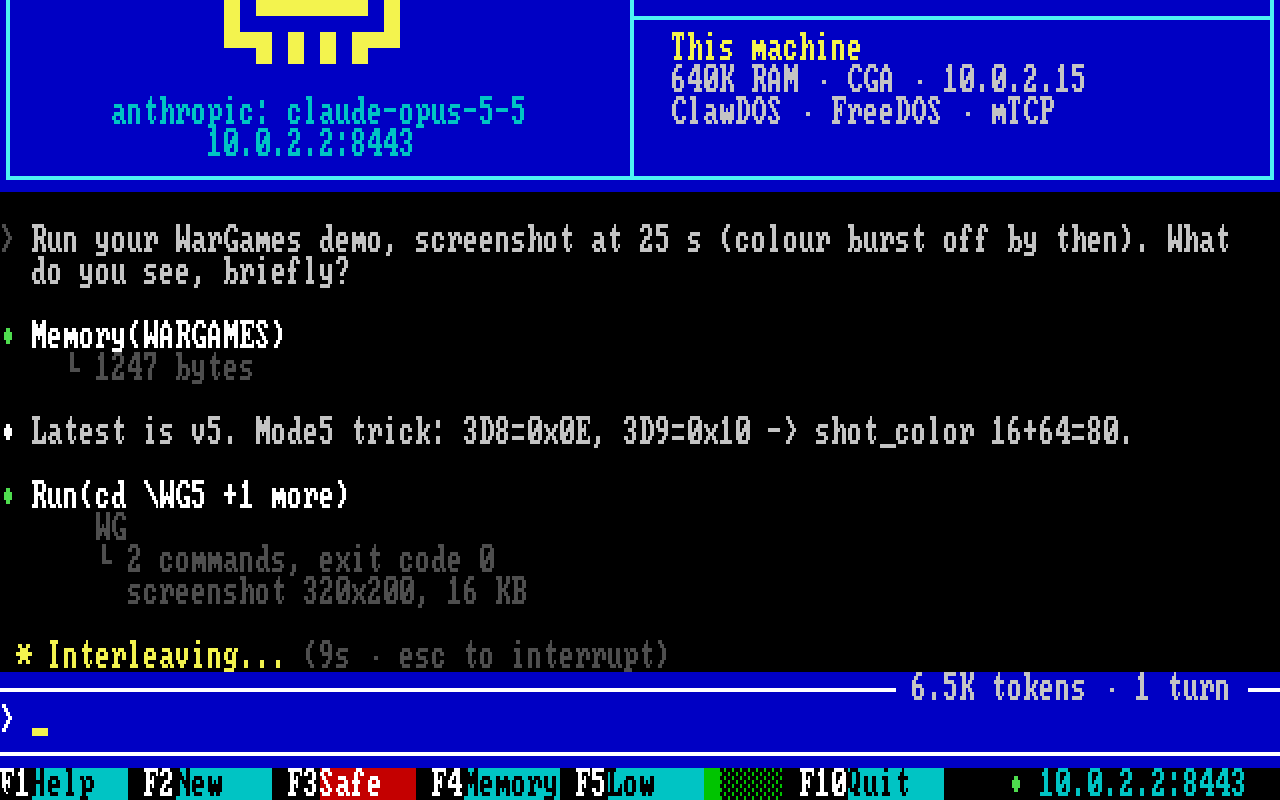 This machine
640K RAM · CGA · 10.0.2.15
ClawDOS · FreeDOS · mTCP
anthropic: claude-opus-5-5
10.0.2.2:8443
> Run your WarGames demo, screenshot at 25 s (colour burst off by then). What
do you see, briefly?
♦ Memory(WARGAMES)
└ 1247 bytes
♦ Latest is v5. Mode5 trick: 3D8=0x0E, 3D9=0x10 -> shot_color 16+64=80.
♦ Run(cd \WG5 +1 more)
WG
└ 2 commands, exit code 0
screenshot 320x200, 16 KB
* Interleaving... (9s · esc to interrupt)
6.5K tokens · 1 turn
> _
F1Help F2New F3Safe F4Memory F5Low F10Quit ♦ 10.0.2.2:8443